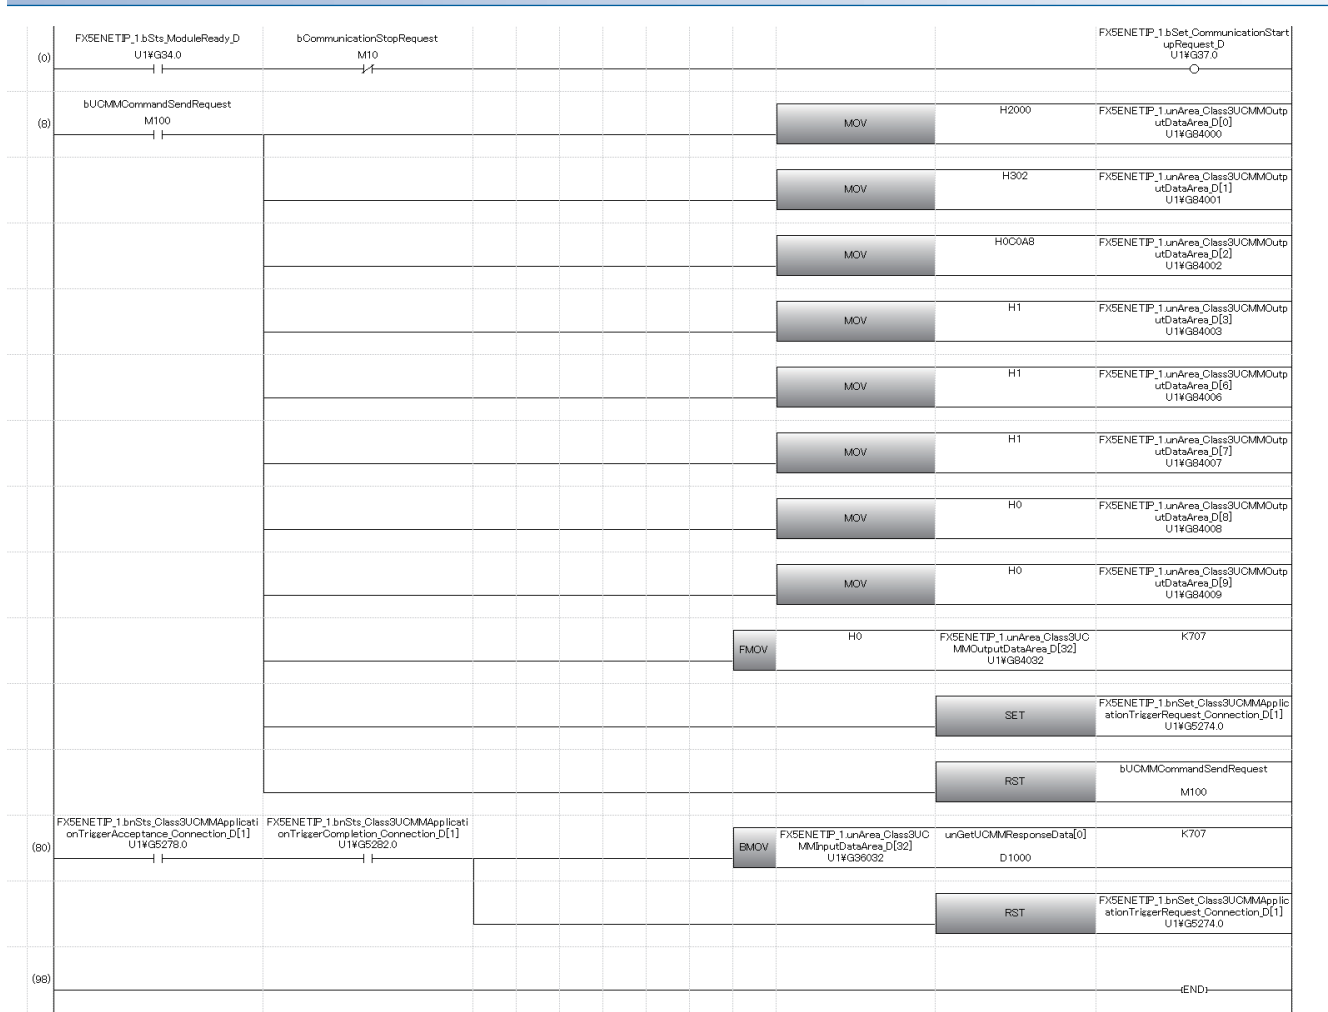 FX5ENETIP_1.bSts_ModuleReady_D
bCommunicationStopRequest
FX5ENETIP_1.bSet_CommunicationStart
upRequest_D
(0)
U1¥G34.0
M10
U1¥G37.0
bUCMMCommandSendRequest
(8)
M100
MOV
H2000
FX5ENETIP_1.unArea_Class3UCMMOutp
utDataArea_D[0]
U1¥G84000
MOV
H302
FX5ENETIP_1.unArea_Class3UCMMOutp
utDataArea_D[1]
U1¥G84001
MOV
H0C0A8
FX5ENETIP_1.unArea_Class3UCMMOutp
utDataArea_D[2]
U1¥G84002
MOV
H1
FX5ENETIP_1.unArea_Class3UCMMOutp
utDataArea_D[3]
U1¥G84003
MOV
H1
FX5ENETIP_1.unArea_Class3UCMMOutp
utDataArea_D[6]
U1¥G84006
MOV
H1
FX5ENETIP_1.unArea_Class3UCMMOutp
utDataArea_D[7]
U1¥G84007
MOV
H0
FX5ENETIP_1.unArea_Class3UCMMOutp
utDataArea_D[8]
U1¥G84008
MOV
H0
FX5ENETIP_1.unArea_Class3UCMMOutp
utDataArea_D[9]
U1¥G84009
FMOV
H0
FX5ENETIP_1.unArea_Class3UC
MMOutputDataArea_D[32]
U1¥G84032
K707
SET
FX5ENETIP_1.bnSet_Class3UCMMApplic
ationTriggerRequest_Connection_D[1]
U1¥G5274.0
RST
bUCMMCommandSendRequest
M100
(80)
FX5ENETIP_1.bnSts_Class3UCMMApplicati
onTriggerAcceptance_Connection_D[1]
U1¥G5278.0
FX5ENETIP_1.bnSts_Class3UCMMApplicati
onTriggerCompletion_Connection_D[1]
U1¥G5282.0
BMOV
FX5ENETIP_1.unArea_Class3UC
MMInputDataArea_D[32]
U1¥G36032
unGetUCMMResponseData[0]
D1000
K707
RST
FX5ENETIP_1.bnSet_Class3UCMMApplic
ationTriggerRequest_Connection_D[1]
U1¥G5274.0
(98)
[END]